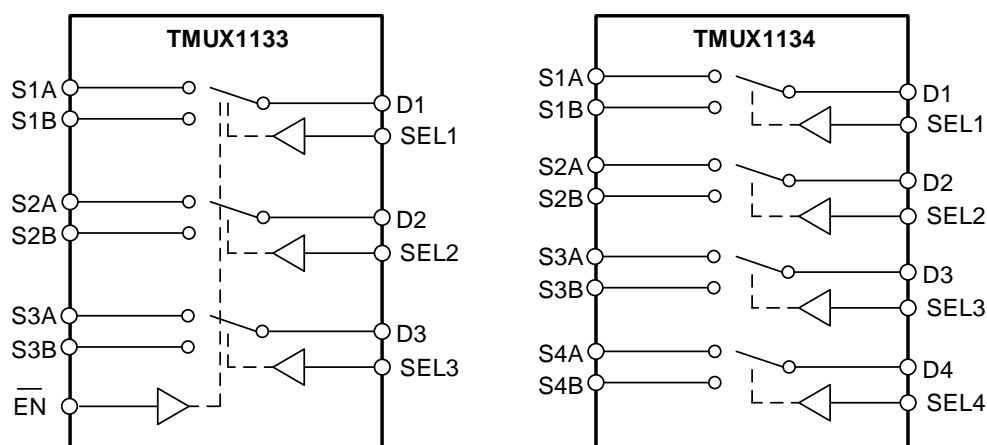 TMUX1133
S1A
S1B
D1
SEL1
S2A
S2B
D2
SEL2
S3A
S3B
D3
SEL3
EN
TMUX1134
S1A
S1B
D1
SEL1
S2A
S2B
D2
SEL2
S3A
S3B
D3
SEL3
S4A
S4B
D4
SEL4